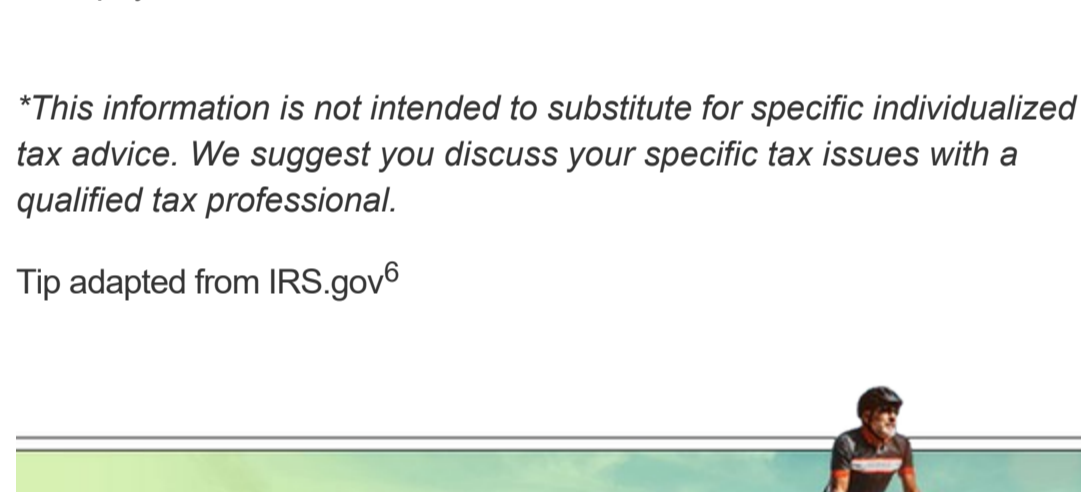 *This information is not intended to substitute for specific individualized
tax advice. We suggest you discuss your specific tax issues with a
qualified tax professional.
Tip adapted from IRS.gov⁶